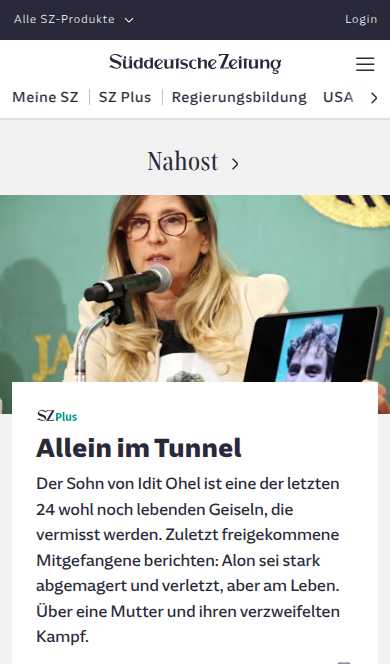 Alle SZ-Produkte
Login
Süddeutsche Zeitung
Meine SZ
SZ Plus
Regierungsbildung
USA
Nahost
JA
SZ Plus
Allein im Tunnel
Der Sohn von Idit Ohel ist eine der letzten
24 wohl noch lebenden Geiseln, die
vermisst werden. Zuletzt freigekommene
Mitgefangene berichten: Alon sei stark
abgemagert und verletzt, aber am Leben.
Über eine Mutter und ihren verzweifelten
Kampf.